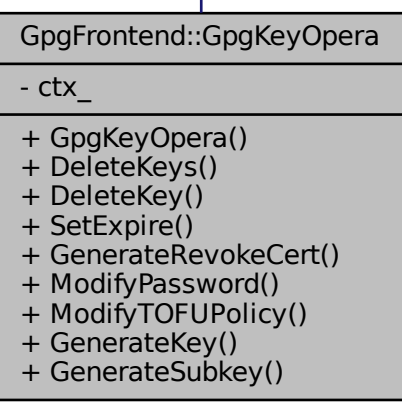 GpgFrontend::GpgKeyOpera
- ctx_
+ GpgKeyOpera()
+ DeleteKeys()
+ DeleteKey()
+ SetExpire()
+ GenerateRevokeCert()
+ ModifyPassword()
+ ModifyTOFUPolicy()
+ GenerateKey()
+ GenerateSubkey()